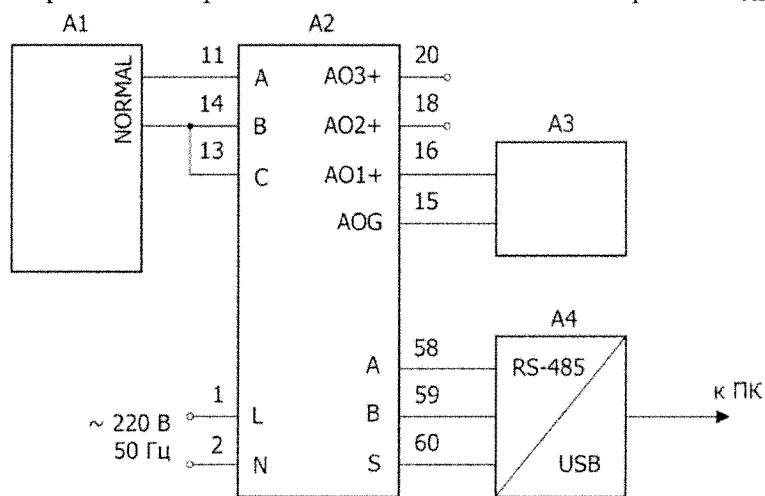 A1
A2
11
A
AO3+
20
NORMAL
14
B
AO2+
18
A3
13
C
AO1+
16
AOG
15
A4
A
58
RS-485
1
L
B
59
к ПК
~ 220 В
50 Гц
2
N
S
60
USB